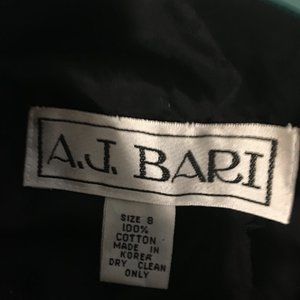 A.J. BARI
SIZE 8
100%
COTTON
MADE IN
KOREA
DRY CLEAN
ONLY